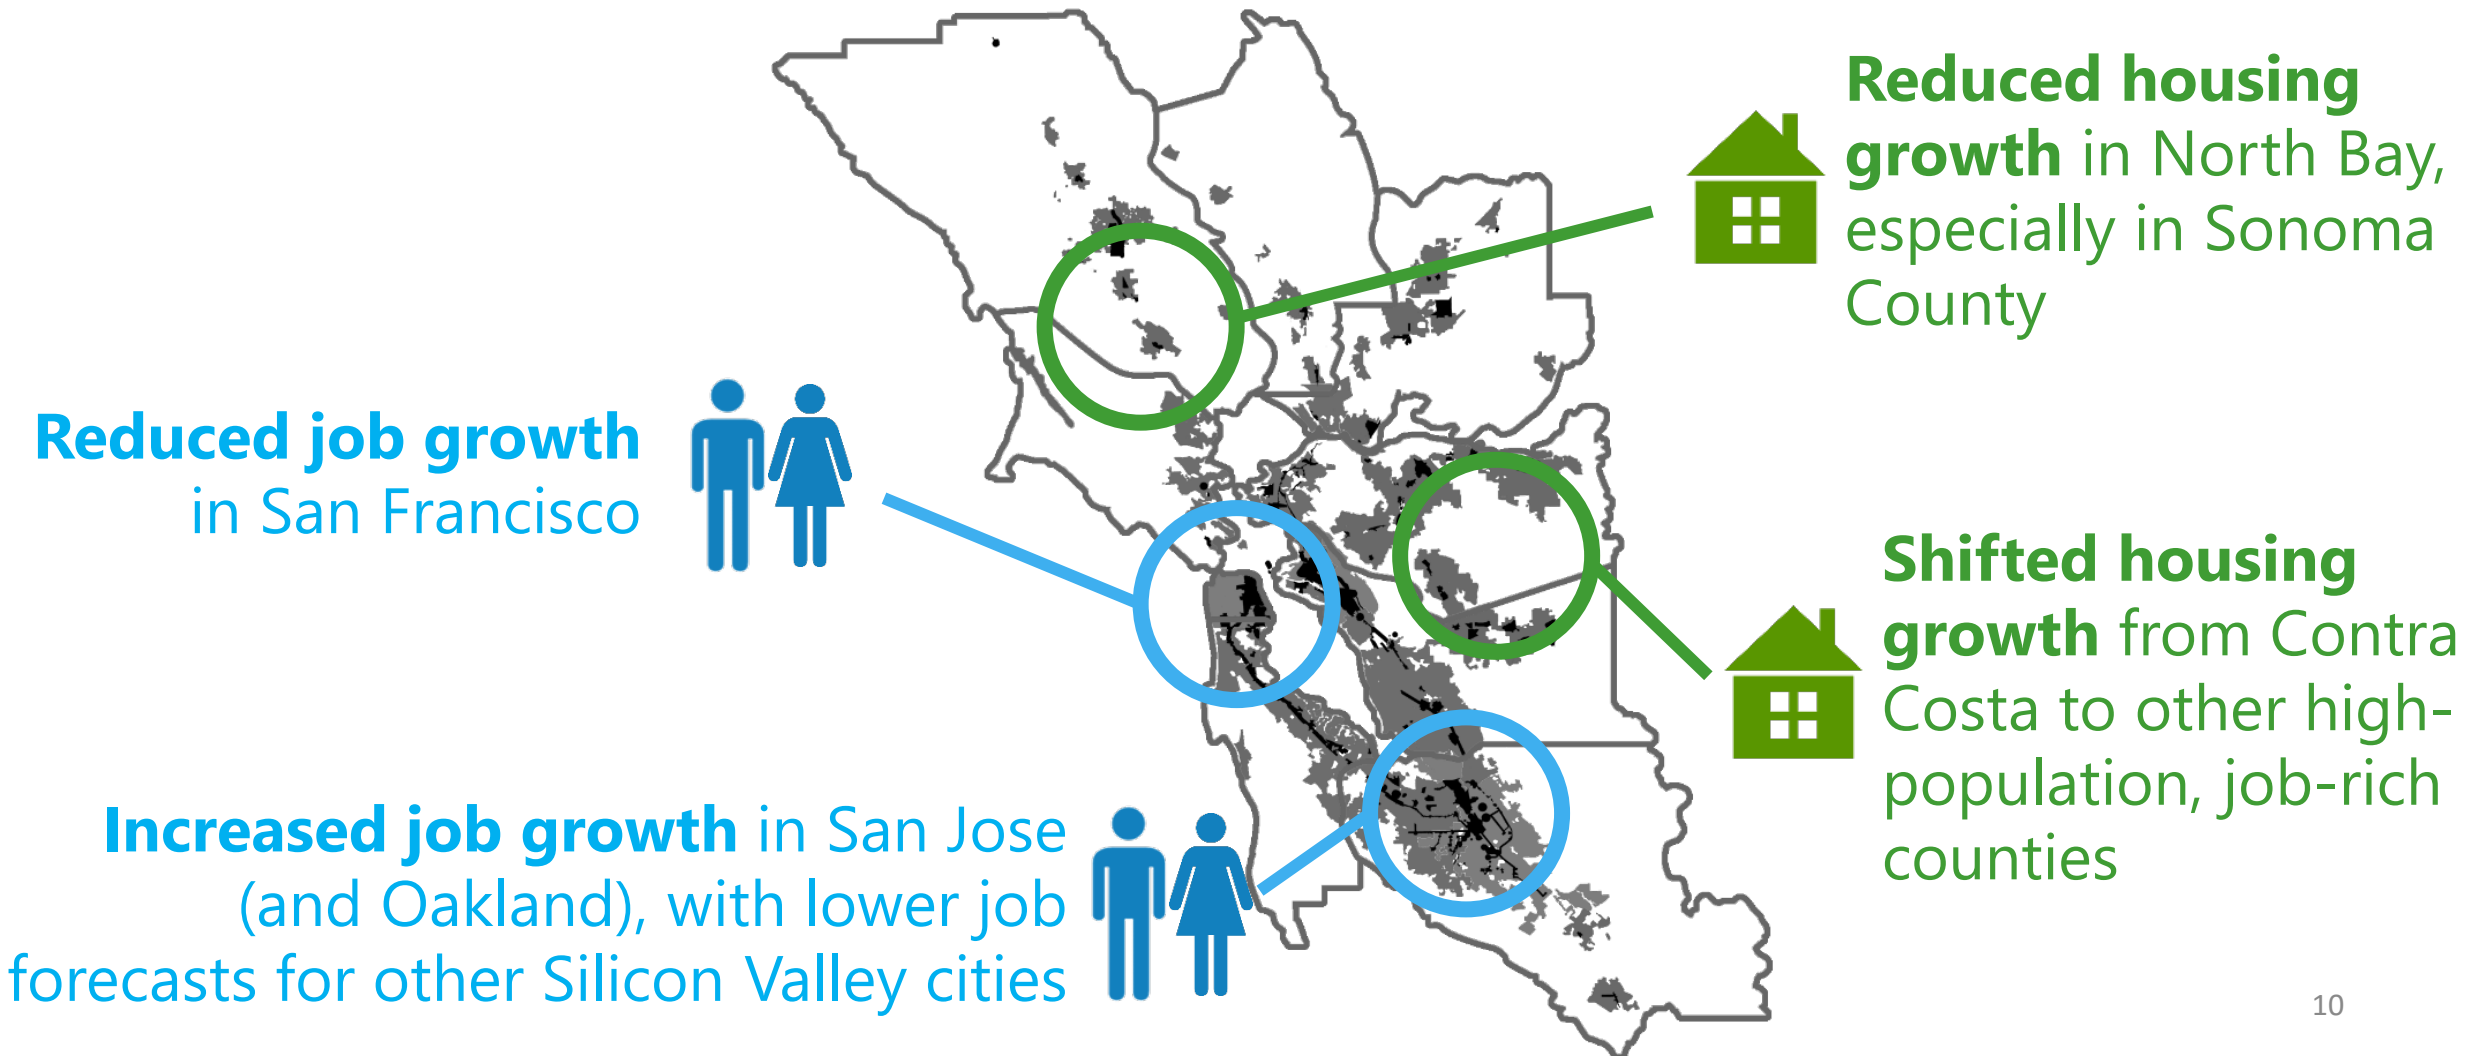 Reduced housing
growth in North Bay,
especially in Sonoma
County
Reduced job growth
in San Francisco
Shifted housing
growth from Contra
Costa to other high-
population, job-rich
counties
Increased job growth in San Jose
(and Oakland), with lower job
forecasts for other Silicon Valley cities
10